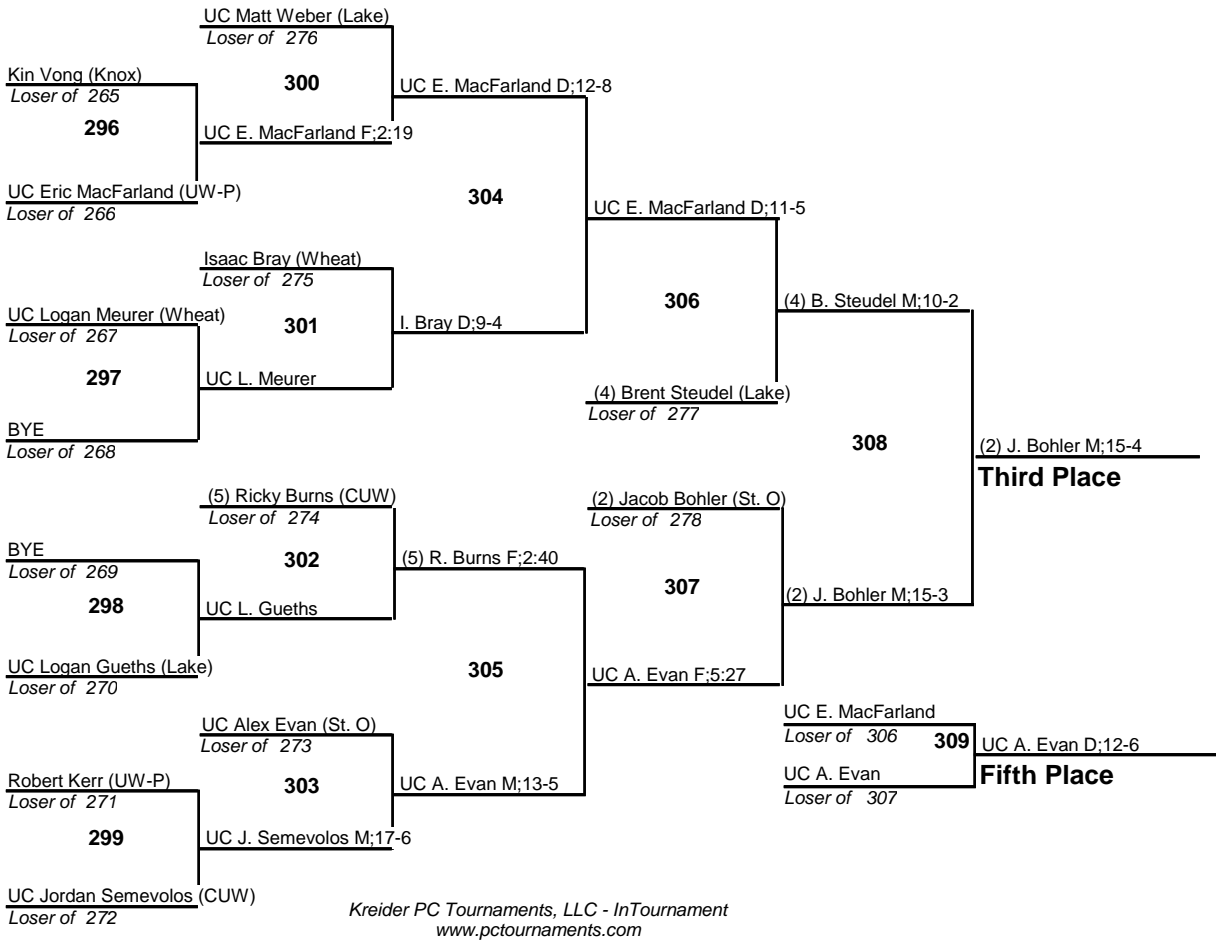 UC Matt Weber (Lake)
Loser of 276
Kin Vong (Knox)
Loser of 265
300
UC E. MacFarland D;12-8
296
UC E. MacFarland F;2:19
UC Eric MacFarland (UW-P)
Loser of 266
304
UC E. MacFarland D;11-5
Isaac Bray (Wheat)
Loser of 275
UC Logan Meurer (Wheat)
Loser of 267
301
I. Bray D;9-4
306
(4) B. Steudel M;10-2
297
UC L. Meurer
(4) Brent Steudel (Lake)
Loser of 277
BYE
Loser of 268
308
(2) J. Bohler M;15-4
Third Place
(5) Ricky Burns (CUW)
Loser of 274
(2) Jacob Bohler (St. O)
Loser of 278
BYE
Loser of 269
302
(5) R. Burns F;2:40
307
(2) J. Bohler M;15-3
298
UC L. Gueths
UC Logan Gueths (Lake)
Loser of 270
305
UC A. Evan F;5:27
UC Alex Evan (St. O)
Loser of 273
UC E. MacFarland
Loser of 306
309
UC A. Evan D;12-6
Fifth Place
UC A. Evan
Loser of 307
Robert Kerr (UW-P)
Loser of 271
303
UC A. Evan M;13-5
299
UC J. Semevolos M;17-6
UC Jordan Semevolos (CUW)
Loser of 272
Kreider PC Tournaments, LLC - InTournament
www.pctournaments.com